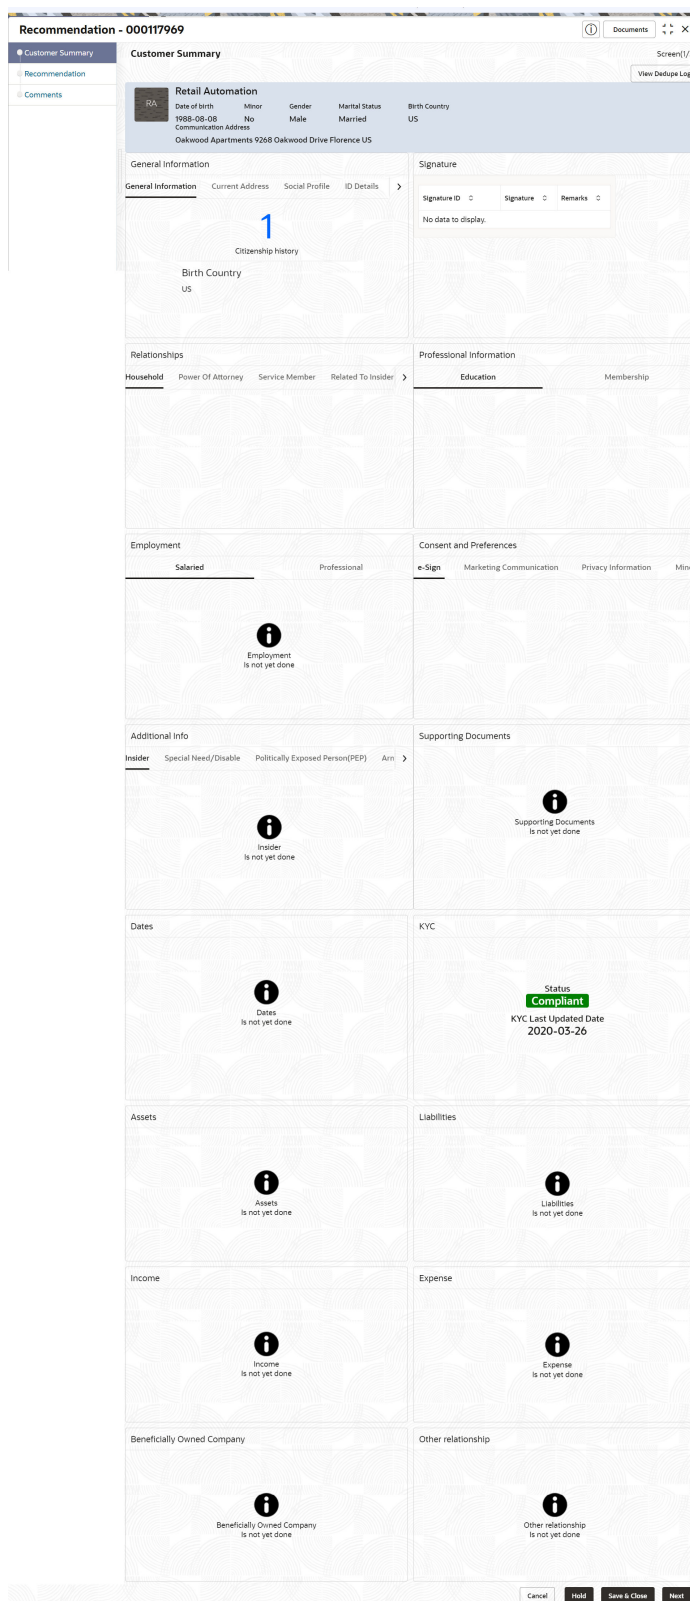 Recommendation - 000117969
Documents
Customer Summary
Recommendation
Comments
Customer Summary
Screen(1/
View Dedupe Log
RA
Retail Automation
Date of birth Minor Gender Marital Status Birth Country
1988-08-08 No Male Married US
Communication Address
Oakwood Apartments 9268 Oakwood Drive Florence US
General Information
General Information Current Address Social Profile ID Details
1
Citizenship history
Birth Country
US
Signature
Signature ID Signature Remarks
No data to display.
Relationships
Household Power Of Attorney Service Member Related To Insider
Professional Information
Education Membership
Employment
Salaried Professional
Employment
Is not yet done
Consent and Preferences
e-Sign Marketing Communication Privacy Information Min
Additional Info
Insider Special Need/Disable Politically Exposed Person(PEP) Arn
Insider
Is not yet done
Supporting Documents
Supporting Documents
Is not yet done
Dates
Dates
Is not yet done
KYC
Status
Compliant
KYC Last Updated Date
2020-03-26
Assets
Assets
Is not yet done
Liabilities
Liabilities
Is not yet done
Income
Income
Is not yet done
Expense
Expense
Is not yet done
Beneficially Owned Company
Beneficially Owned Company
Is not yet done
Other relationship
Other relationship
Is not yet done
Cancel Hold Save & Close Next